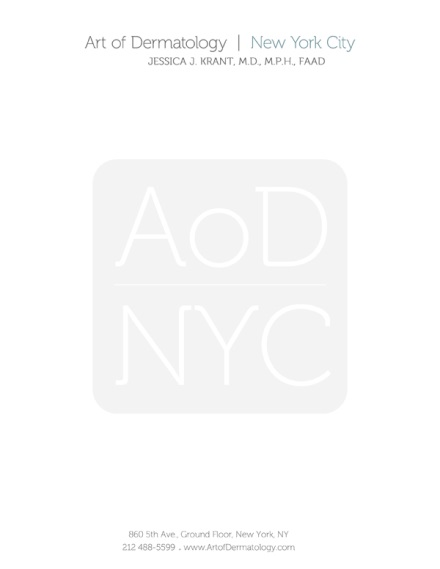 Art of Dermatology | New York City
JESSICA J. KRANT, M.D., M.P.H., FAAD
AoD
NYC
860 5th Ave., Ground Floor, New York, NY
212 488-5599 . www.ArtofDermatology.com